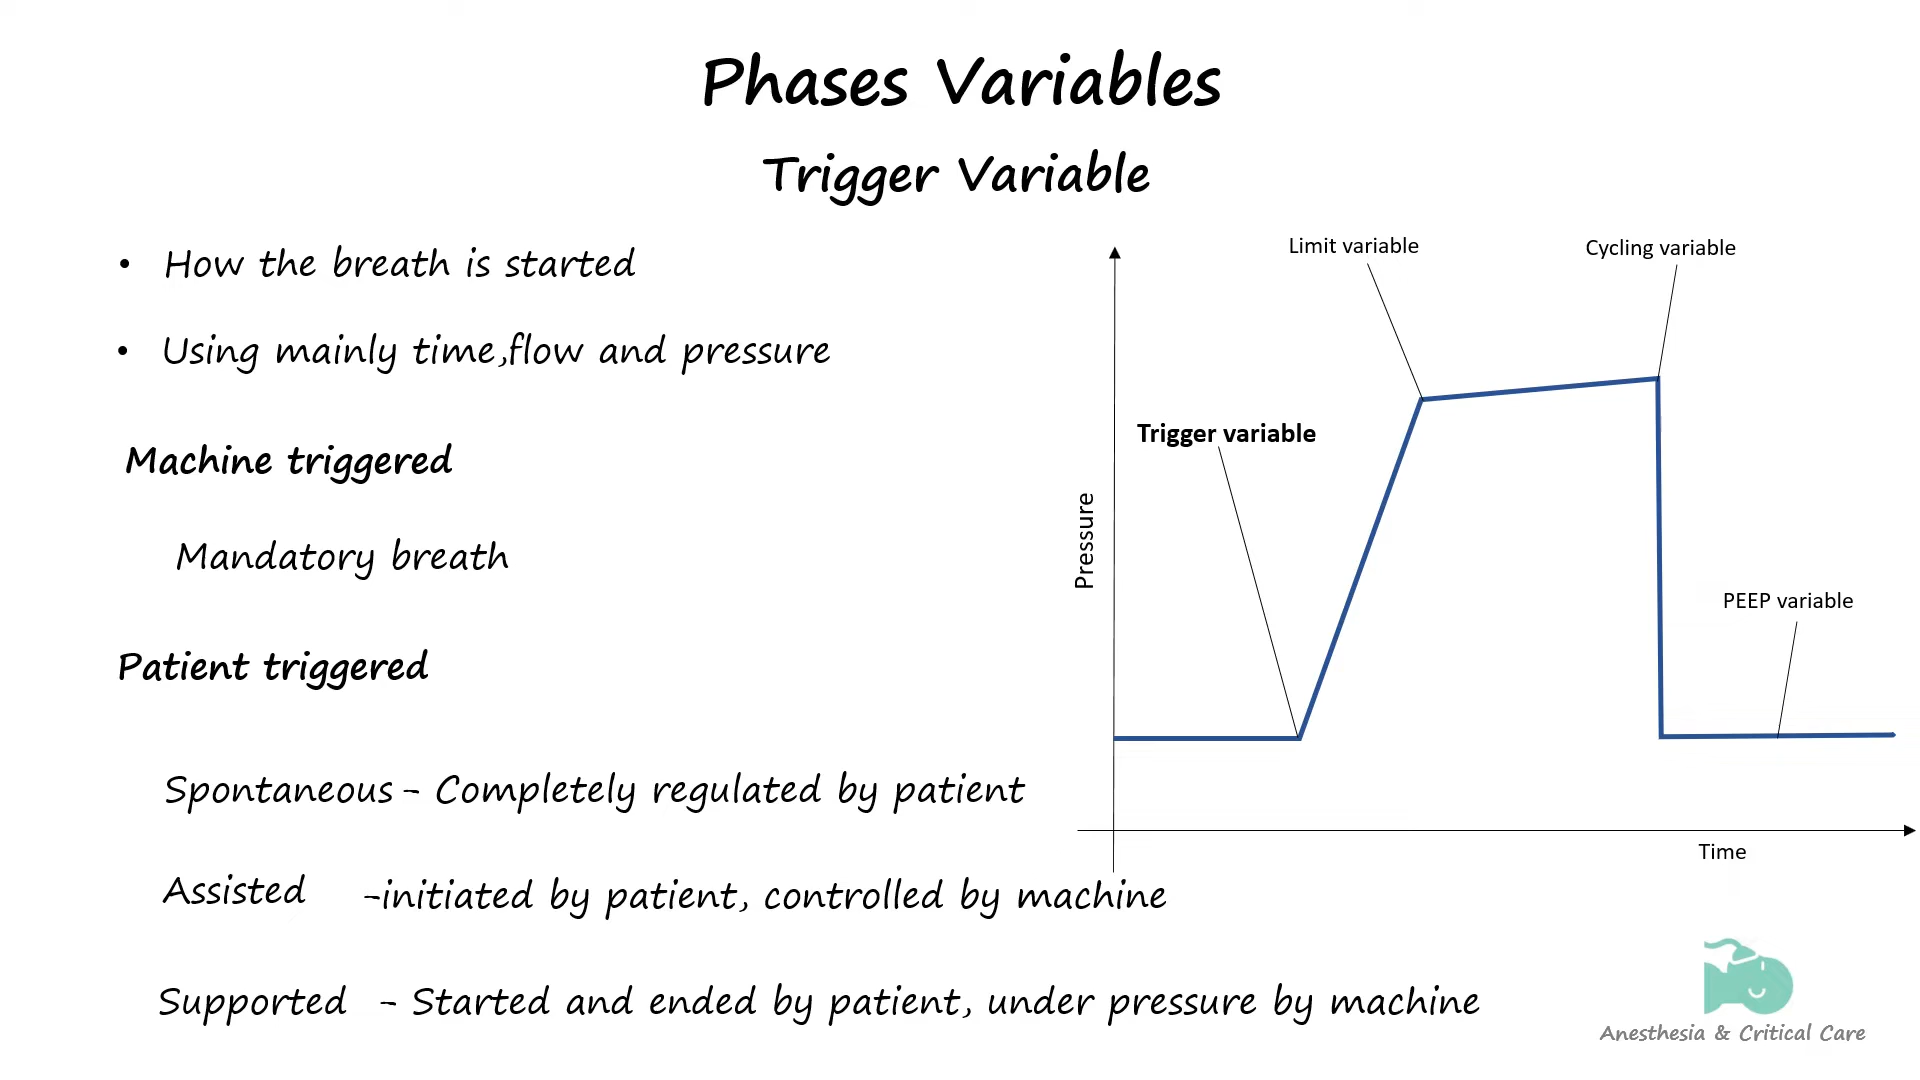 Phases Variables
Trigger Variable
• How the breath is started
• Using mainly time,flow and pressure
Machine triggered
Mandatory breath
Patient triggered
Spontaneous - Completely regulated by patient
Assisted -initiated by patient, controlled by machine
Supported - Started and ended by patient, under pressure by machine
Limit variable
Cycling variable
Trigger variable
Pressure
PEEP variable
Time
Anesthesia & Critical Care